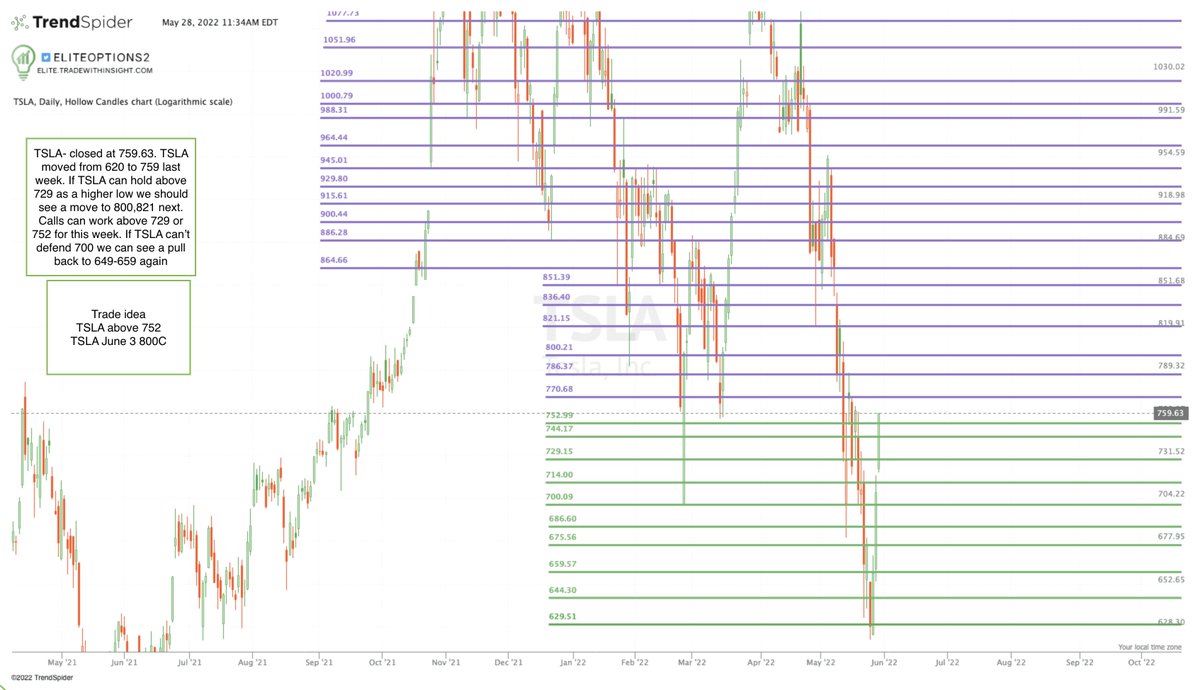 TrendSpider
May 28, 2022 11:34AM EDT
ELITEOPTIONS2
ELITE.TRADEWITHINSIGHT.COM
TSLA, Daily, Hollow Candles chart (Logarithmic scale)
TSLA- closed at 759.63. TSLA
moved from 620 to 759 last
week. If TSLA can hold above
729 as a higher low we should
see a move to 800,821 next.
Calls can work above 729 or
752 for this week. If TSLA can't
defend 700 we can see a pull
back to 649-659 again
Trade idea
TSLA above 752
TSLA June 3 800C
1077.73
1051.96
1020.99
1000.79
988.31
964.44
945.01
929.80
915.61
900.44
886.28
864.66
851.39
836.40
821.15
800.21
786.37
770.68
752.99
744.17
729.15
714.00
700.09
686.60
675.56
659.57
644.30
629.51
TSLA
Tesla, Inc
1030.02
991.59
954.59
918.98
884.69
851.68
819.91
789.32
759.63
731.52
704.22
677.95
652.65
628.30
Your local time zone
May '21
Jun '21
Jul '21
Aug '21
Sep '21
Oct '21
Nov '21
Dec '21
Jan '22
Feb '22
Mar '22
Apr '22
May '22
Jun '22
Jul '22
Aug '22
Sep '22
Oct '22
©2022 TrendSpider